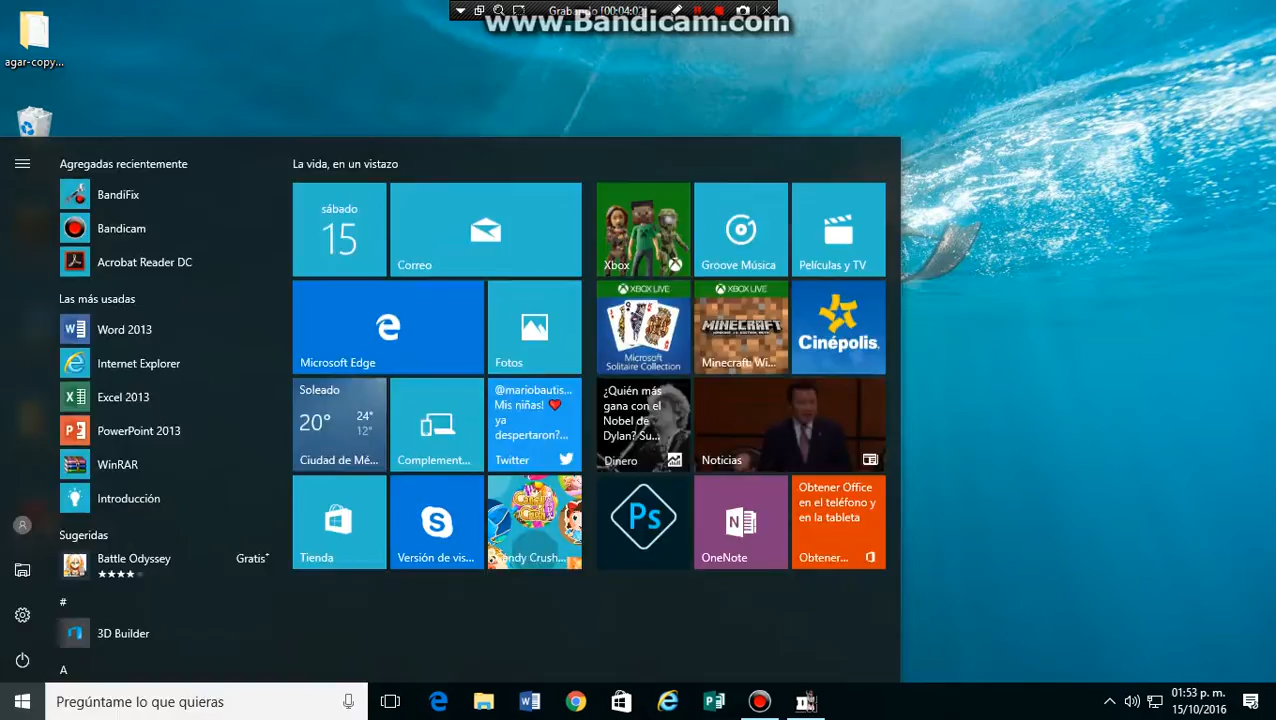 Grabando [00:04:02]
www.Bandicam.com
agar-copy...
Agregadas recientemente
BandiFix
Bandicam
Acrobat Reader DC
Las más usadas
Word 2013
Internet Explorer
Excel 2013
PowerPoint 2013
WinRAR
Introducción
Sugeridas
Battle Odyssey
Gratis*
#
3D Builder
A
La vida, en un vistazo
sábado
15
Correo
Xbox
Groove Música
Películas y TV
Microsoft Edge
Fotos
XBOX LIVE
Microsoft
Solitaire Collection
XBOX LIVE
MINECRAFT
Minecraft: Wi...
Cinépolis.
Soleado
20°
24°
12°
Ciudad de Mé...
Complement...
@mariobautis...
Mis niñas! ❤
ya
despertaron?...
Twitter
¿Quién más
gana con el
Nobel de
Dylan? Su...
Dinero
Noticias
Tienda
Versión de vis...
Candy Crush...
Ps
OneNote
Obtener Office
en el teléfono y
en la tableta
Obtener...
Pregúntame lo que quieras
01:53 p. m.
15/10/2016